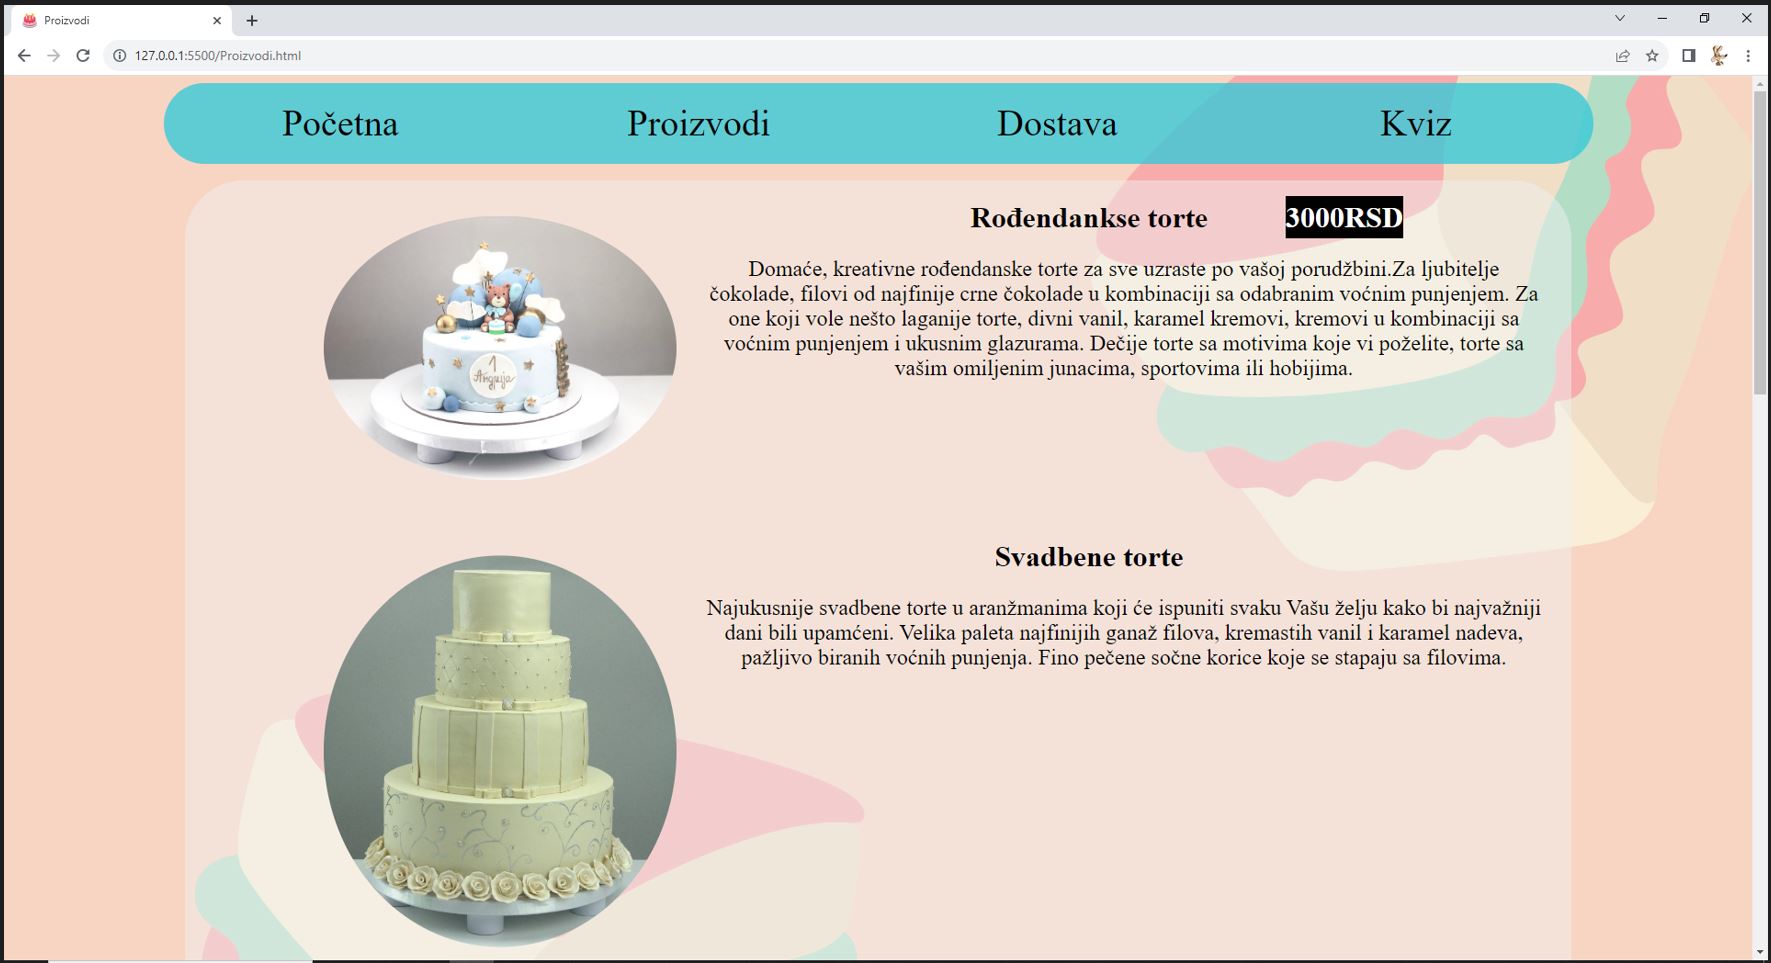 Proizvodi
127.0.0.1:5500/Proizvodi.html
Početna Proizvodi Dostava Kviz
Rođendankse torte 3000RSD
Domaće, kreativne rođendanske torte za sve uzraste po vašoj porudžbini.Za ljubitelje
čokolade, filovi od najfinije crne čokolade u kombinaciji sa odabranim voćnim punjenjem. Za
one koji vole nešto laganije torte, divni vanil, karamel kremovi, kremovi u kombinaciji sa
voćnim punjenjem i ukusnim glazurama. Dečije torte sa motivima koje vi poželite, torte sa
vašim omiljenim junacima, sportovima ili hobijima.
1
Андрија
Svadbene torte
Najukusnije svadbene torte u aranžmanima koji će ispuniti svaku Vašu želju kako bi najvažniji
dani bili upamćeni. Velika paleta najfinijih ganaž filova, kremastih vanil i karamel nadeva,
pažljivo biranih voćnih punjenja. Fino pečene sočne korice koje se stapaju sa filovima.